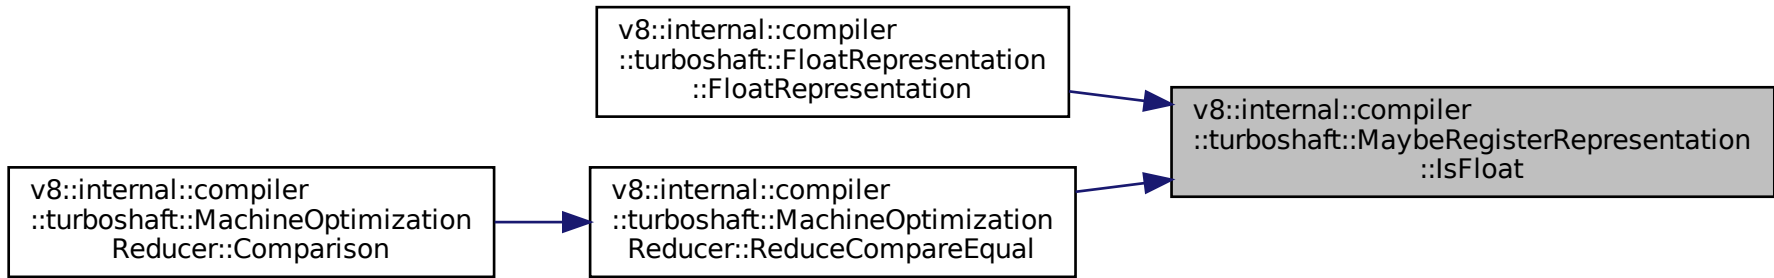 v8::internal::compiler
::turboshaft::FloatRepresentation
::FloatRepresentation
v8::internal::compiler
::turboshaft::MaybeRegisterRepresentation
::IsFloat
v8::internal::compiler
::turboshaft::MachineOptimization
Reducer::Comparison
v8::internal::compiler
::turboshaft::MachineOptimization
Reducer::ReduceCompareEqual